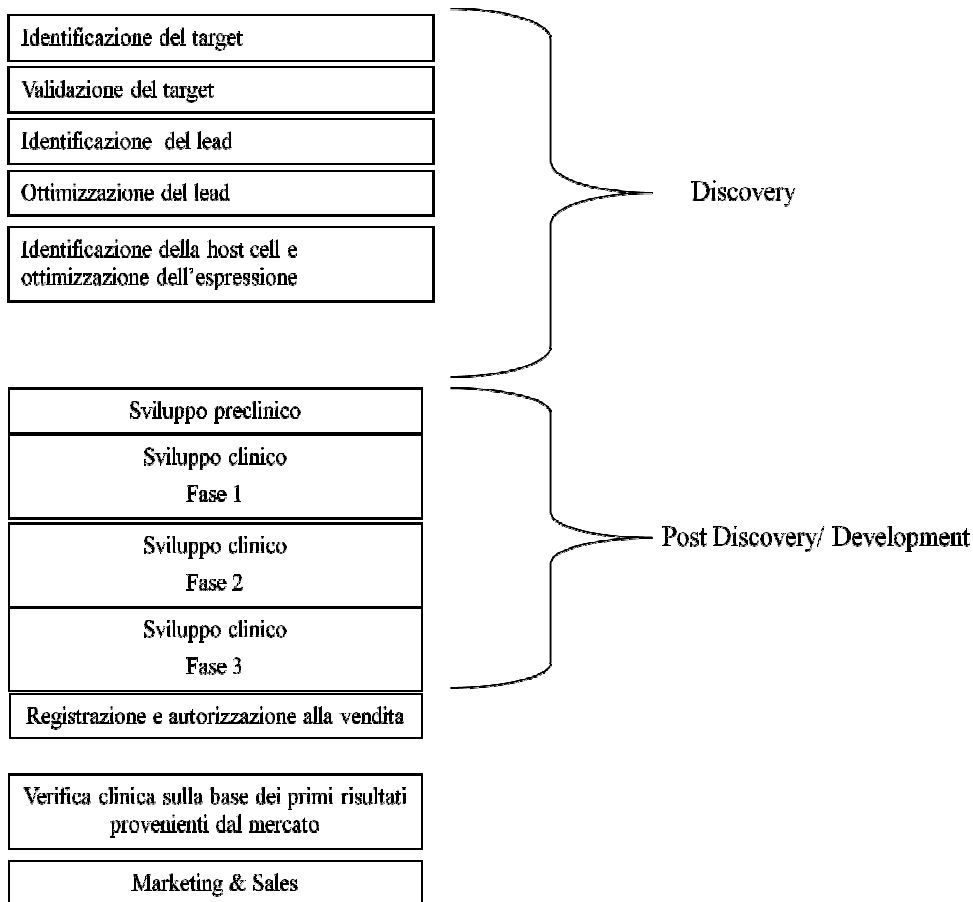 Identificazione del target
Validazione del target
Identificazione del lead
Ottimizzazione del lead
Identificazione della host cell e
ottimizzazione dell'espressione
Discovery
Sviluppo preclinico
Sviluppo clinico
Fase 1
Sviluppo clinico
Fase 2
Sviluppo clinico
Fase 3
Post Discovery/ Development
Registrazione e autorizzazione alla vendita
Verifica clinica sulla base dei primi risultati
provenienti dal mercato
Marketing & Sales